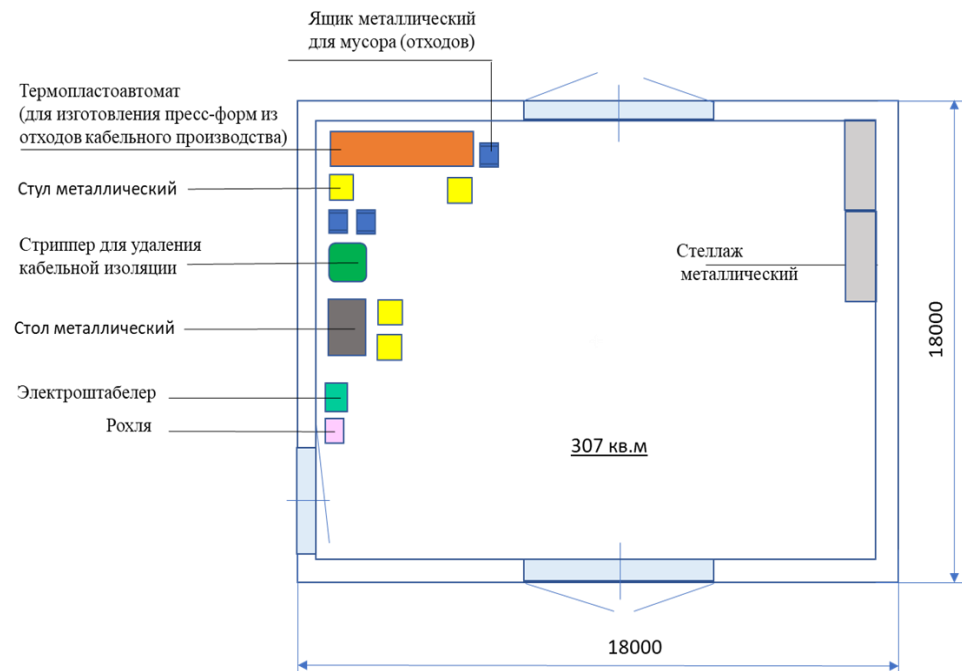 Ящик металлический
для мусора (отходов)
Термопластоавтомат
(для изготовления пресс-форм из
отходов кабельного производства)
Стул металлический
Стриппер для удаления
кабельной изоляции
Стеллаж
металлический
Стол металлический
18000
Электроштабелер
Рохля
307 кв.м
18000